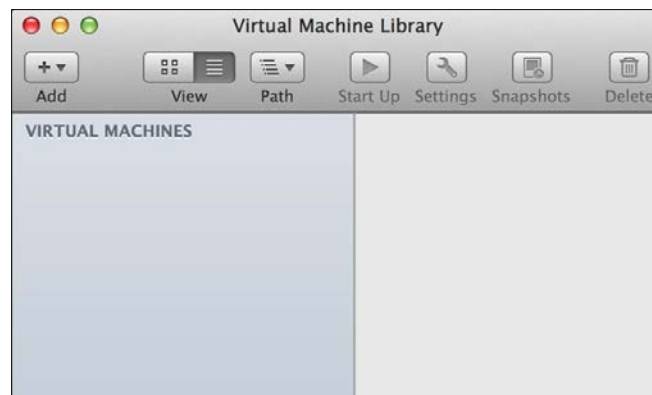 Virtual Machine Library
Add View Path Start Up Settings Snapshots Delete
VIRTUAL MACHINES